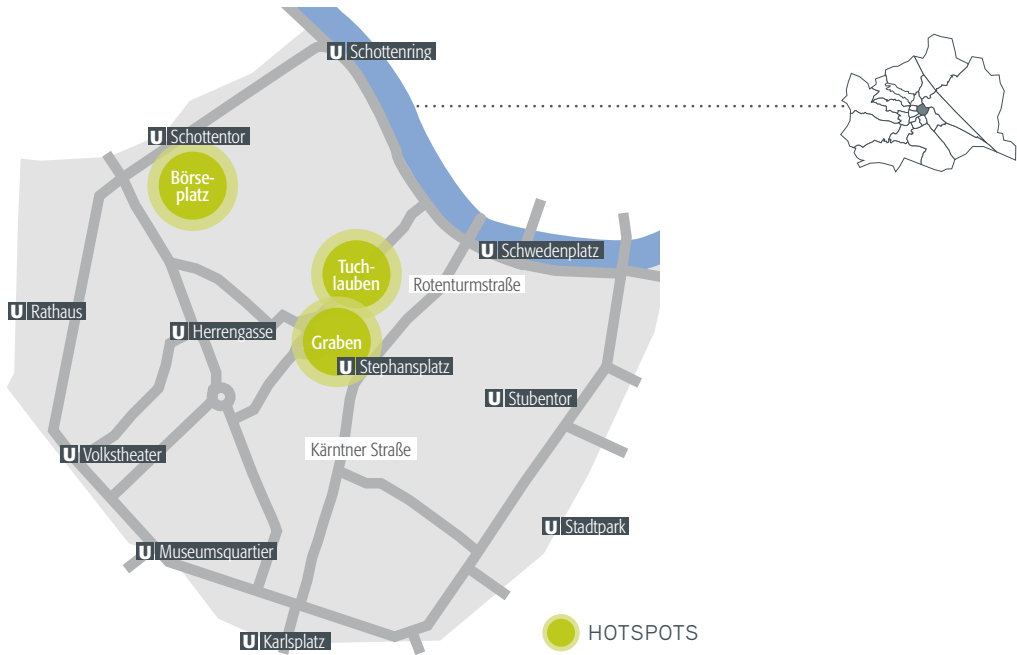 U Schottenring
U Schottentor
Börse-
platz
Tuch-
lauben
U Schwedenplatz
Rotenturmstraße
U Rathaus
U Herrengasse
Graben
U Stephansplatz
U Stubentor
Kärntner Straße
U Volkstheater
U Stadtpark
U Museumsquartier
U Karlsplatz
HOTSPOTS